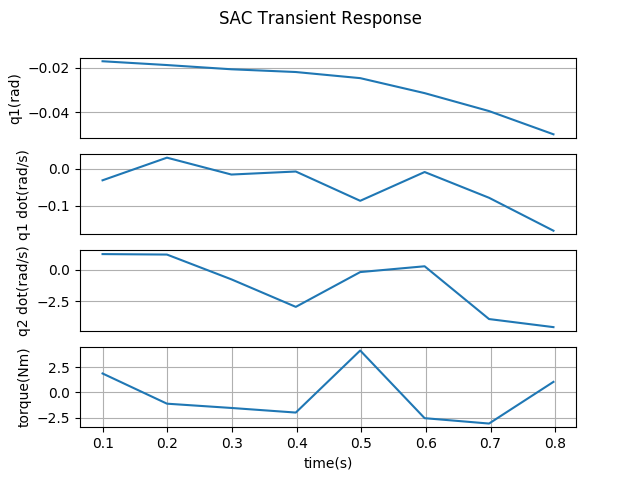 SAC Transient Response
q1(rad)
−0.02
−0.04
q1 dot(rad/s)
0.0
−0.1
q2 dot(rad/s)
0.0
−2.5
torque(Nm)
2.5
0.0
−2.5
0.1 0.2 0.3 0.4 0.5 0.6 0.7 0.8
time(s)